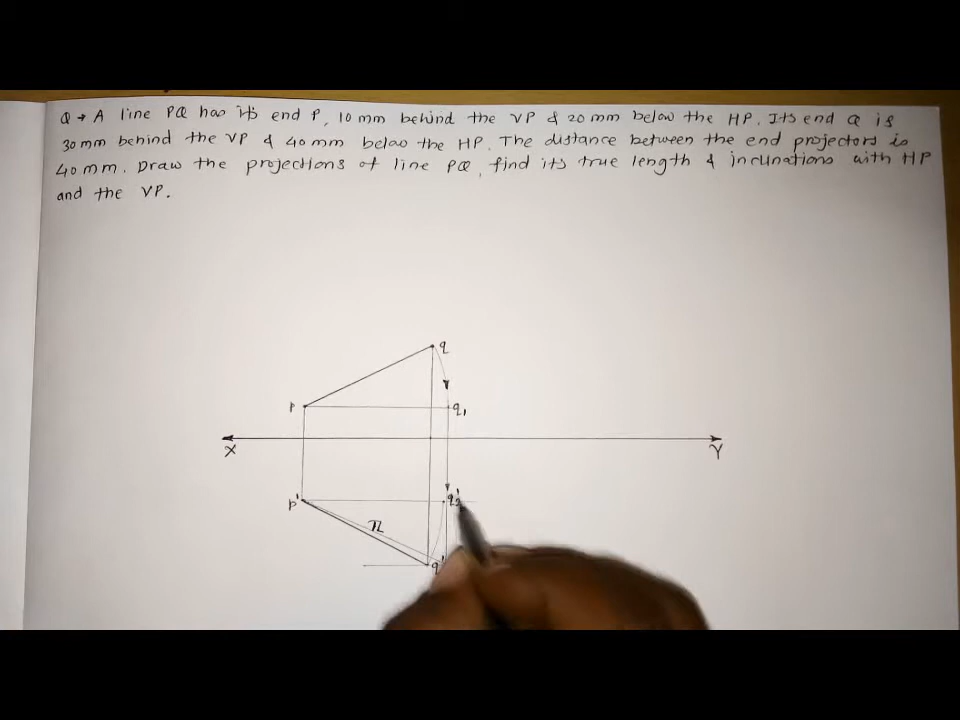 Q → A line PQ has its end P, 10 mm behind the VP & 20 mm below the HP. Its end Q is
30 mm behind the VP & 40 mm below the HP. The distance between the end projectors is
40 mm. Draw the projections of line PQ, find its true length & inclinations with HP
and the VP.
q
P q₁
X Y
p' q₂'
TL
q'